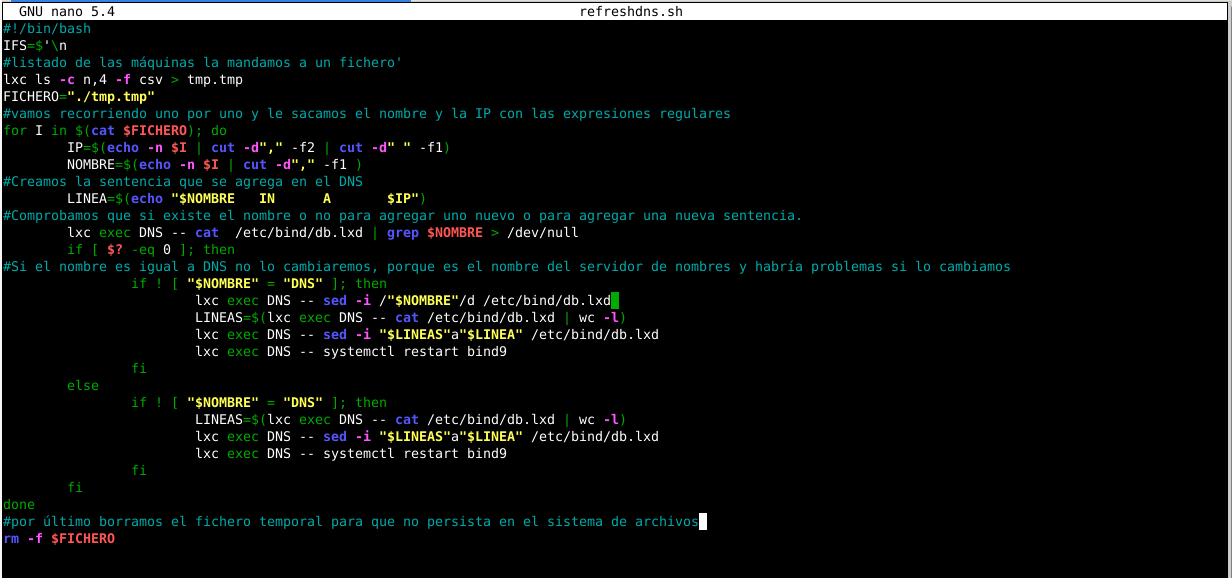 GNU nano 5.4 refreshdns.sh
#!/bin/bash
IFS=$'\n
#listado de las máquinas la mandamos a un fichero'
lxc ls -c n,4 -f csv > tmp.tmp
FICHERO="./tmp.tmp"
#vamos recorriendo uno por uno y le sacamos el nombre y la IP con las expresiones regulares
for I in $(cat $FICHERO); do
        IP=$(echo -n $I | cut -d"," -f2 | cut -d" " -f1)
        NOMBRE=$(echo -n $I | cut -d"," -f1 )
#Creamos la sentencia que se agrega en el DNS
        LINEA=$(echo "$NOMBRE   IN      A       $IP")
#Comprobamos que si existe el nombre o no para agregar uno nuevo o para agregar una nueva sentencia.
        lxc exec DNS -- cat  /etc/bind/db.lxd | grep $NOMBRE > /dev/null
        if [ $? -eq 0 ]; then
#Si el nombre es igual a DNS no lo cambiaremos, porque es el nombre del servidor de nombres y habría problemas si lo cambiamos
                if ! [ "$NOMBRE" = "DNS" ]; then
                        lxc exec DNS -- sed -i /"$NOMBRE"/d /etc/bind/db.lxd
                        LINEAS=$(lxc exec DNS -- cat /etc/bind/db.lxd | wc -l)
                        lxc exec DNS -- sed -i "$LINEAS"a"$LINEA" /etc/bind/db.lxd
                        lxc exec DNS -- systemctl restart bind9
                fi
        else
                if ! [ "$NOMBRE" = "DNS" ]; then
                        LINEAS=$(lxc exec DNS -- cat /etc/bind/db.lxd | wc -l)
                        lxc exec DNS -- sed -i "$LINEAS"a"$LINEA" /etc/bind/db.lxd
                        lxc exec DNS -- systemctl restart bind9
                fi
        fi
done
#por último borramos el fichero temporal para que no persista en el sistema de archivos
rm -f $FICHERO